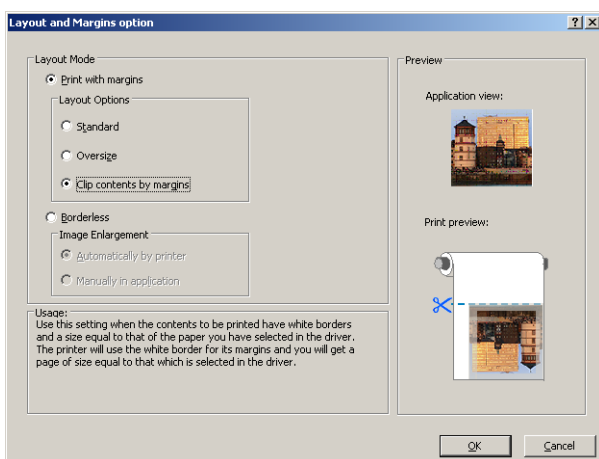 Layout and Margins option
Layout Mode
Print with margins
Layout Options
Standard
Oversize
Clip contents by margins
Borderless
Image Enlargement
Automatically by printer
Manually in application
Usage:
Use this setting when the contents to be printed have white borders
and a size equal to that of the paper you have selected in the driver.
The printer will use the white border for its margins and you will get a
page of size equal to that which is selected in the driver.
Preview
Application view:
Print preview:
OK
Cancel